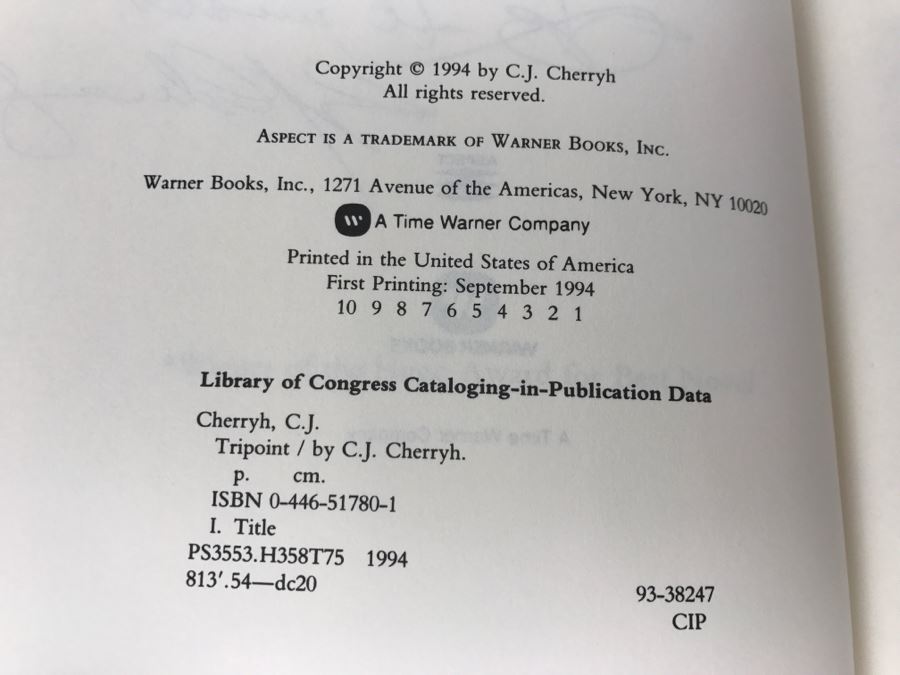 Copyright © 1994 by C.J. Cherryh
All rights reserved.
ASPECT IS A TRADEMARK OF WARNER BOOKS, INC.
Warner Books, Inc., 1271 Avenue of the Americas, New York, NY 10020
A Time Warner Company
Printed in the United States of America
First Printing: September 1994
10 9 8 7 6 5 4 3 2 1
Library of Congress Cataloging-in-Publication Data
Cherryh, C.J.
Tripoint / by C.J. Cherryh.
p. cm.
ISBN 0-446-51780-1
I. Title
PS3553.H358T75 1994
813'.54—dc20
93-38247
CIP